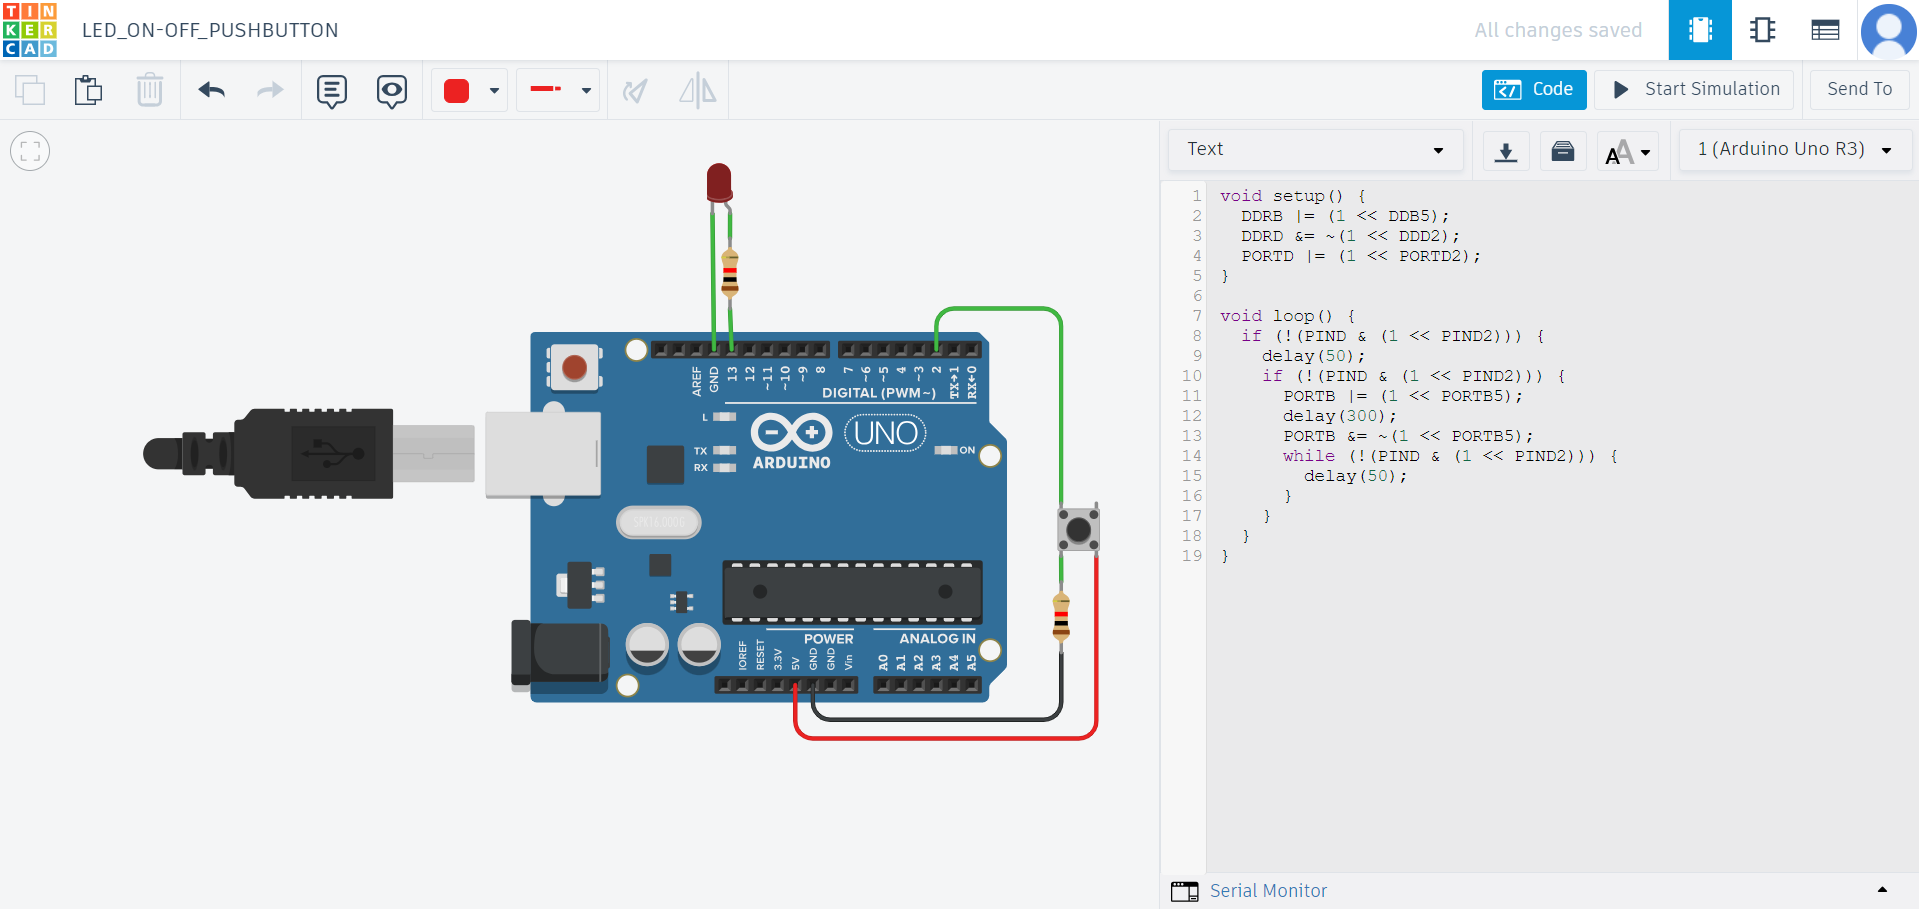 TIN
KER
CAD
LED_ON-OFF_PUSHBUTTON
All changes saved
Code
Start Simulation
Send To
Text
1 (Arduino Uno R3)
1 void setup() {
2 DDRB |= (1 << DDB5);
3 DDRD &= ~(1 << DDD2);
4 PORTD |= (1 << PORTD2);
5 }
6
7 void loop() {
8 if (!(PIND & (1 << PIND2))) {
9 delay(50);
10 if (!(PIND & (1 << PIND2))) {
11 PORTB |= (1 << PORTB5);
12 delay(300);
13 PORTB &= ~(1 << PORTB5);
14 while (!(PIND & (1 << PIND2))) {
15 delay(50);
16 }
17 }
18 }
19 }
AREF GND 13 12 ~11 ~10 ~9 8 7 ~6 ~5 4 ~3 2 TX→1 RX←0
DIGITAL (PWM~)
L
TX
RX
UNO
ARDUINO
ON
SPK16.000G
POWER
ANALOG IN
IOREF RESET 3.3V 5V GND GND Vin A0 A1 A2 A3 A4 A5
Serial Monitor